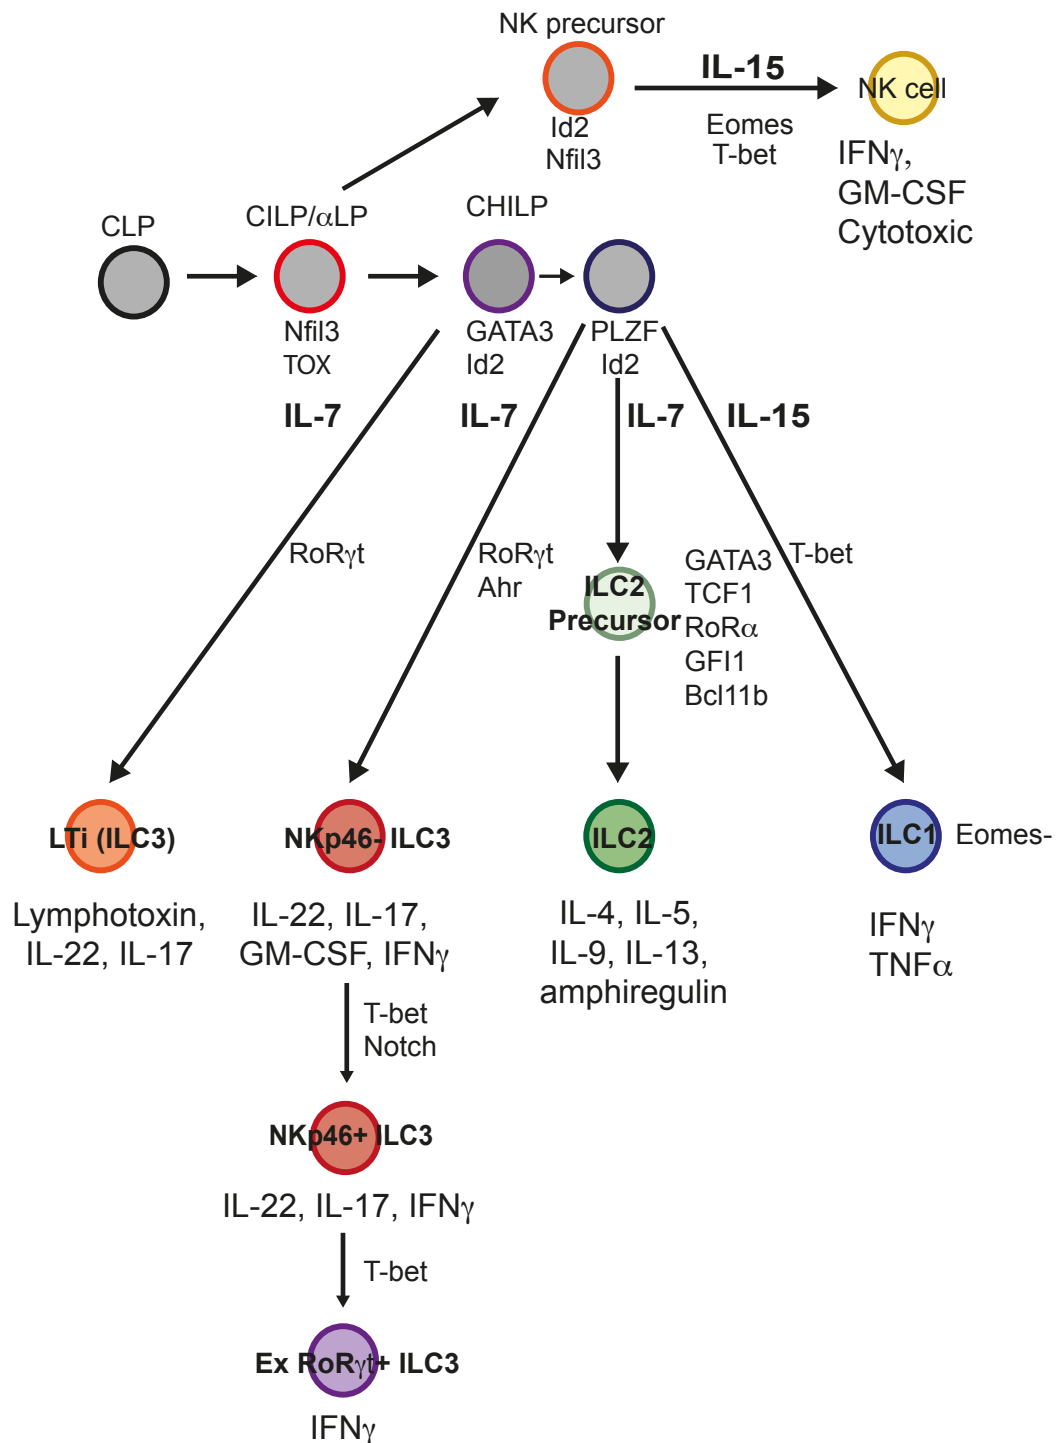 NK precursor
IL-15
NK cell
Id2
Nfil3
Eomes
T-bet
IFNγ,
GM-CSF
Cytotoxic
CLP
CILP/αLP
CHILP
Nfil3
TOX
GATA3
Id2
PLZF
Id2
IL-7
IL-7
IL-7
IL-15
RoRγt
RoRγt
Ahr
ILC2
Precursor
GATA3
TCF1
RoRα
GFI1
Bcl11b
T-bet
LTi (ILC3)
NKp46- ILC3
ILC2
ILC1
Eomes-
Lymphotoxin,
IL-22, IL-17
IL-22, IL-17,
GM-CSF, IFNγ
IL-4, IL-5,
IL-9, IL-13,
amphiregulin
IFNγ
TNFα
T-bet
Notch
NKp46+ ILC3
IL-22, IL-17, IFNγ
T-bet
Ex RoRγt+ ILC3
IFNγ